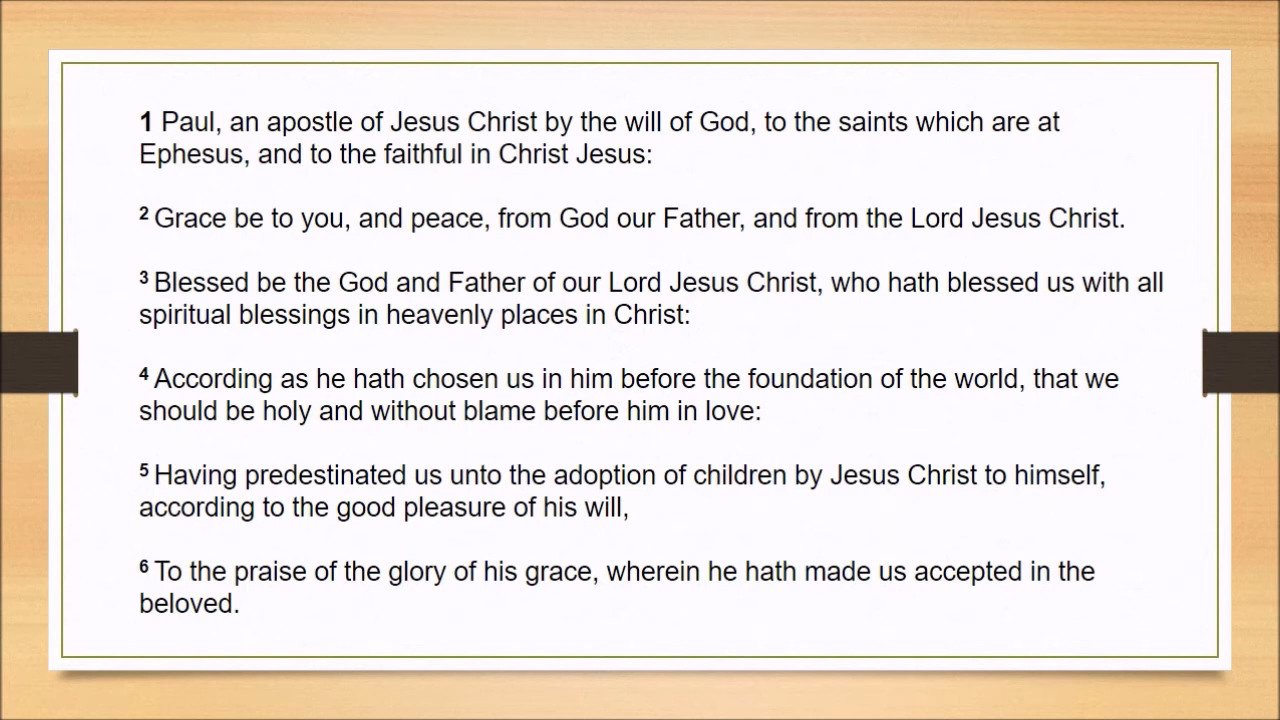 1 Paul, an apostle of Jesus Christ by the will of God, to the saints which are at
Ephesus, and to the faithful in Christ Jesus:
2 Grace be to you, and peace, from God our Father, and from the Lord Jesus Christ.
3 Blessed be the God and Father of our Lord Jesus Christ, who hath blessed us with all
spiritual blessings in heavenly places in Christ:
4 According as he hath chosen us in him before the foundation of the world, that we
should be holy and without blame before him in love:
5 Having predestinated us unto the adoption of children by Jesus Christ to himself,
according to the good pleasure of his will,
6 To the praise of the glory of his grace, wherein he hath made us accepted in the
beloved.